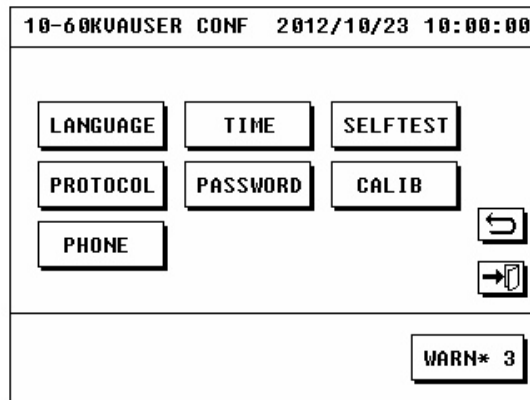 10-60KVAUSER CONF 2012/10/23 10:00:00
LANGUAGE TIME SELFTEST
PROTOCOL PASSWORD CALIB
PHONE
WARN* 3